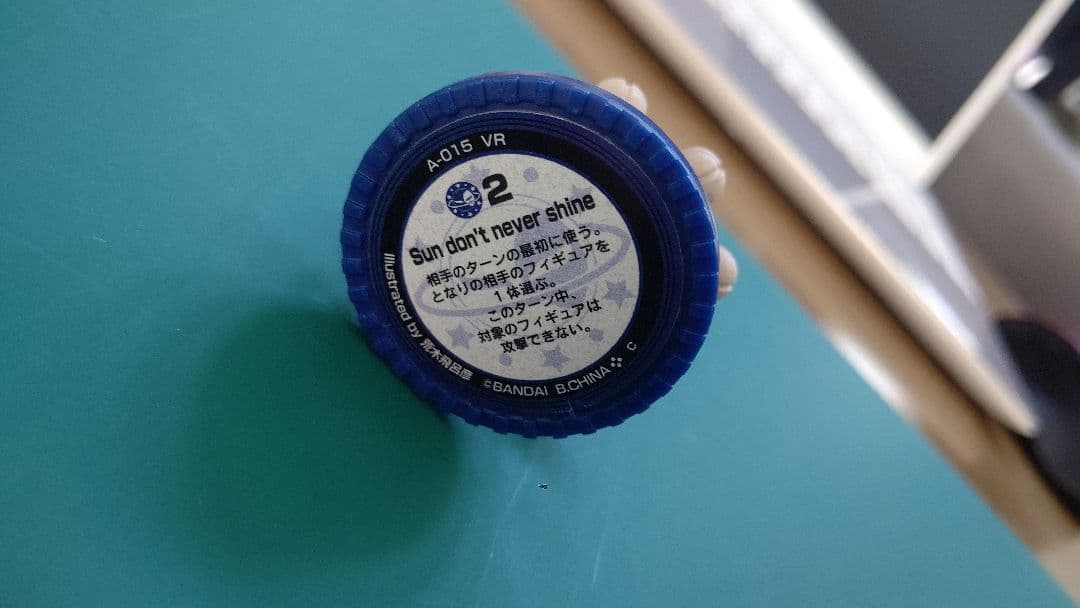 A-015 VR
2
Sun don't never shine
相手のターンの最初に使う。
となりの相手のフィギュアを
1体選ぶ。
このターン中、
対象のフィギュアは
攻撃できない。
Illustrated by 荒木飛呂彦
©BANDAI B.CHINA C